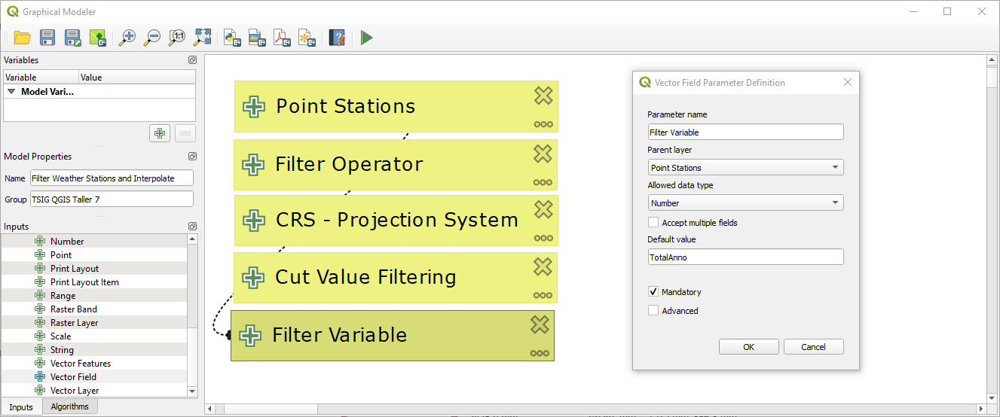 Graphical Modeler
1:1
Variables
Variable Value
Model Vari...
Model Properties
Name Filter Weather Stations and Interpolate
Group TSIG QGIS Taller 7
Inputs
Number
Point
Print Layout
Print Layout Item
Range
Raster Band
Raster Layer
Scale
String
Vector Features
Vector Field
Vector Layer
Inputs Algorithms
Point Stations
Filter Operator
CRS - Projection System
Cut Value Filtering
Filter Variable
Vector Field Parameter Definition
Parameter name
Filter Variable
Parent layer
Point Stations
Allowed data type
Number
Accept multiple fields
Default value
TotalAnno
Mandatory
Advanced
OK Cancel